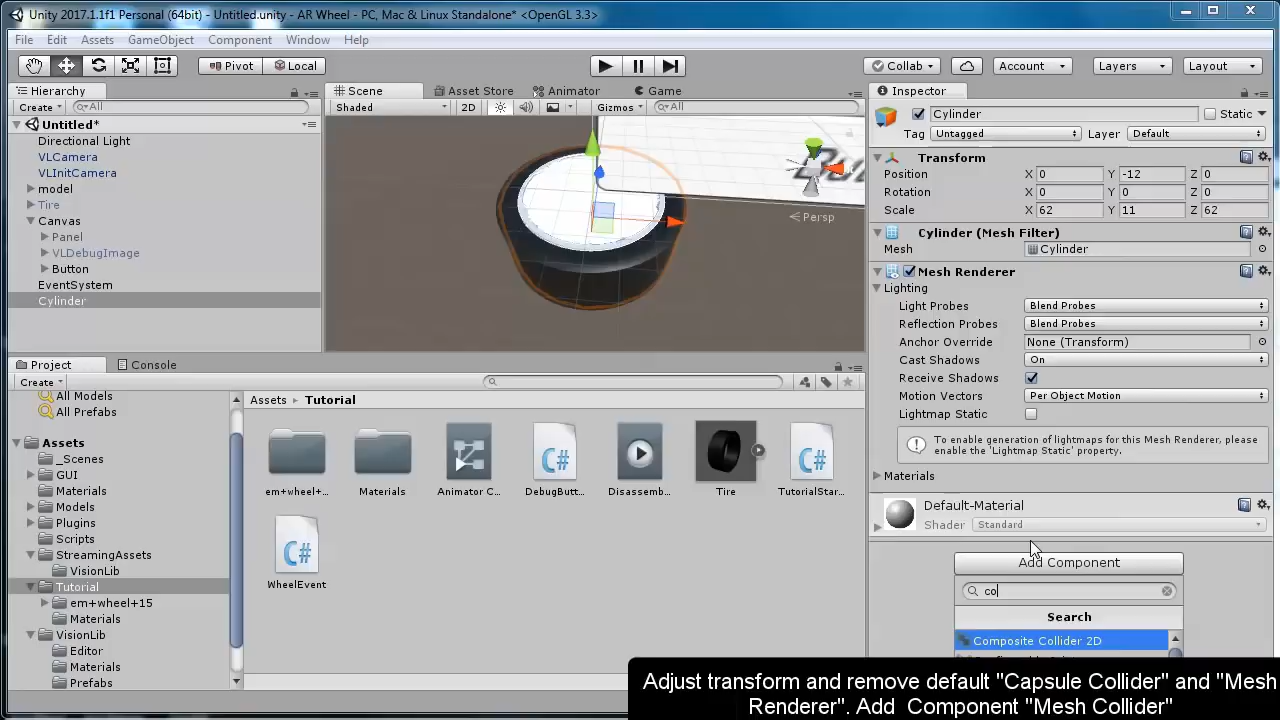 Unity 2017.1.1f1 Personal (64bit) - Untitled.unity - AR Wheel - PC, Mac & Linux Standalone* <OpenGL 3.3>
File Edit Assets GameObject Component Window Help
Pivot Local Collab Account Layers Layout
Hierarchy
Create All
Untitled*
Directional Light
VLCamera
VLInitCamera
model
Tire
Canvas
Panel
VLDebugImage
Button
EventSystem
Cylinder
Scene Asset Store Animator Game
Shaded 2D Gizmos All
Persp
Inspector
Cylinder Static
Tag Untagged Layer Default
Transform
Position X 0 Y -12 Z 0
Rotation X 0 Y 0 Z 0
Scale X 62 Y 11 Z 62
Cylinder (Mesh Filter)
Mesh Cylinder
Mesh Renderer
Lighting
Light Probes Blend Probes
Reflection Probes Blend Probes
Anchor Override None (Transform)
Cast Shadows On
Receive Shadows
Motion Vectors Per Object Motion
Lightmap Static
To enable generation of lightmaps for this Mesh Renderer, please
enable the 'Lightmap Static' property.
Materials
Default-Material
Shader Standard
Add Component
co
Search
Composite Collider 2D
Project Console
Create
All Models
All Prefabs
Assets
_Scenes
GUI
Materials
Models
Plugins
Scripts
StreamingAssets
VisionLib
Tutorial
em+wheel+15
Materials
VisionLib
Editor
Materials
Prefabs
Assets Tutorial
em+wheel+... Materials Animator C... DebugButt... Disassemb... Tire TutorialStar...
WheelEvent
Adjust transform and remove default "Capsule Collider" and "Mesh
Renderer". Add Component "Mesh Collider"